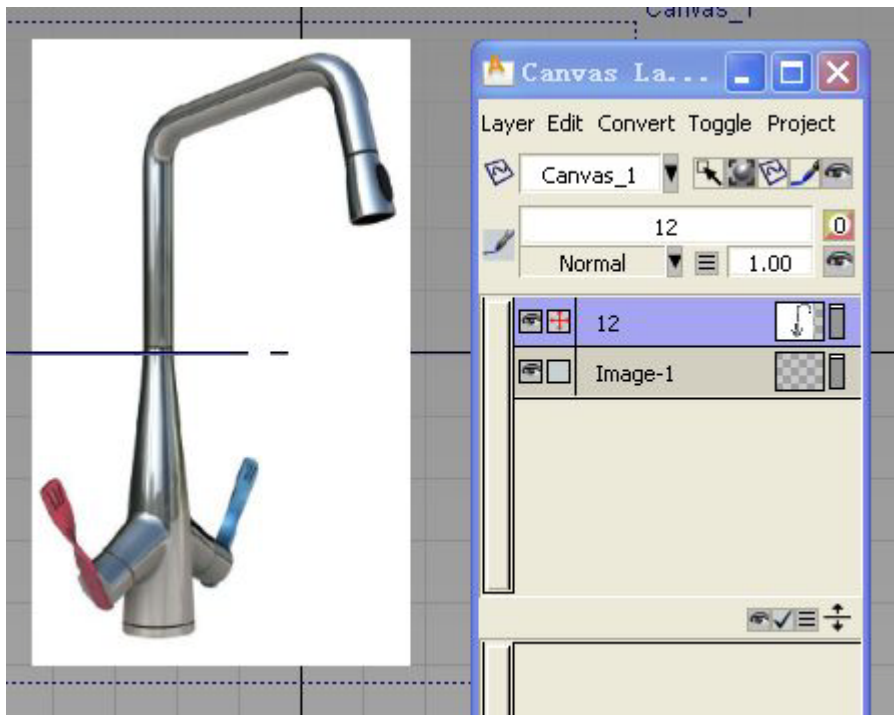 Canvas_1
Canvas La...
Layer Edit Convert Toggle Project
Canvas_1
12
0
Normal 1.00
12
Image-1